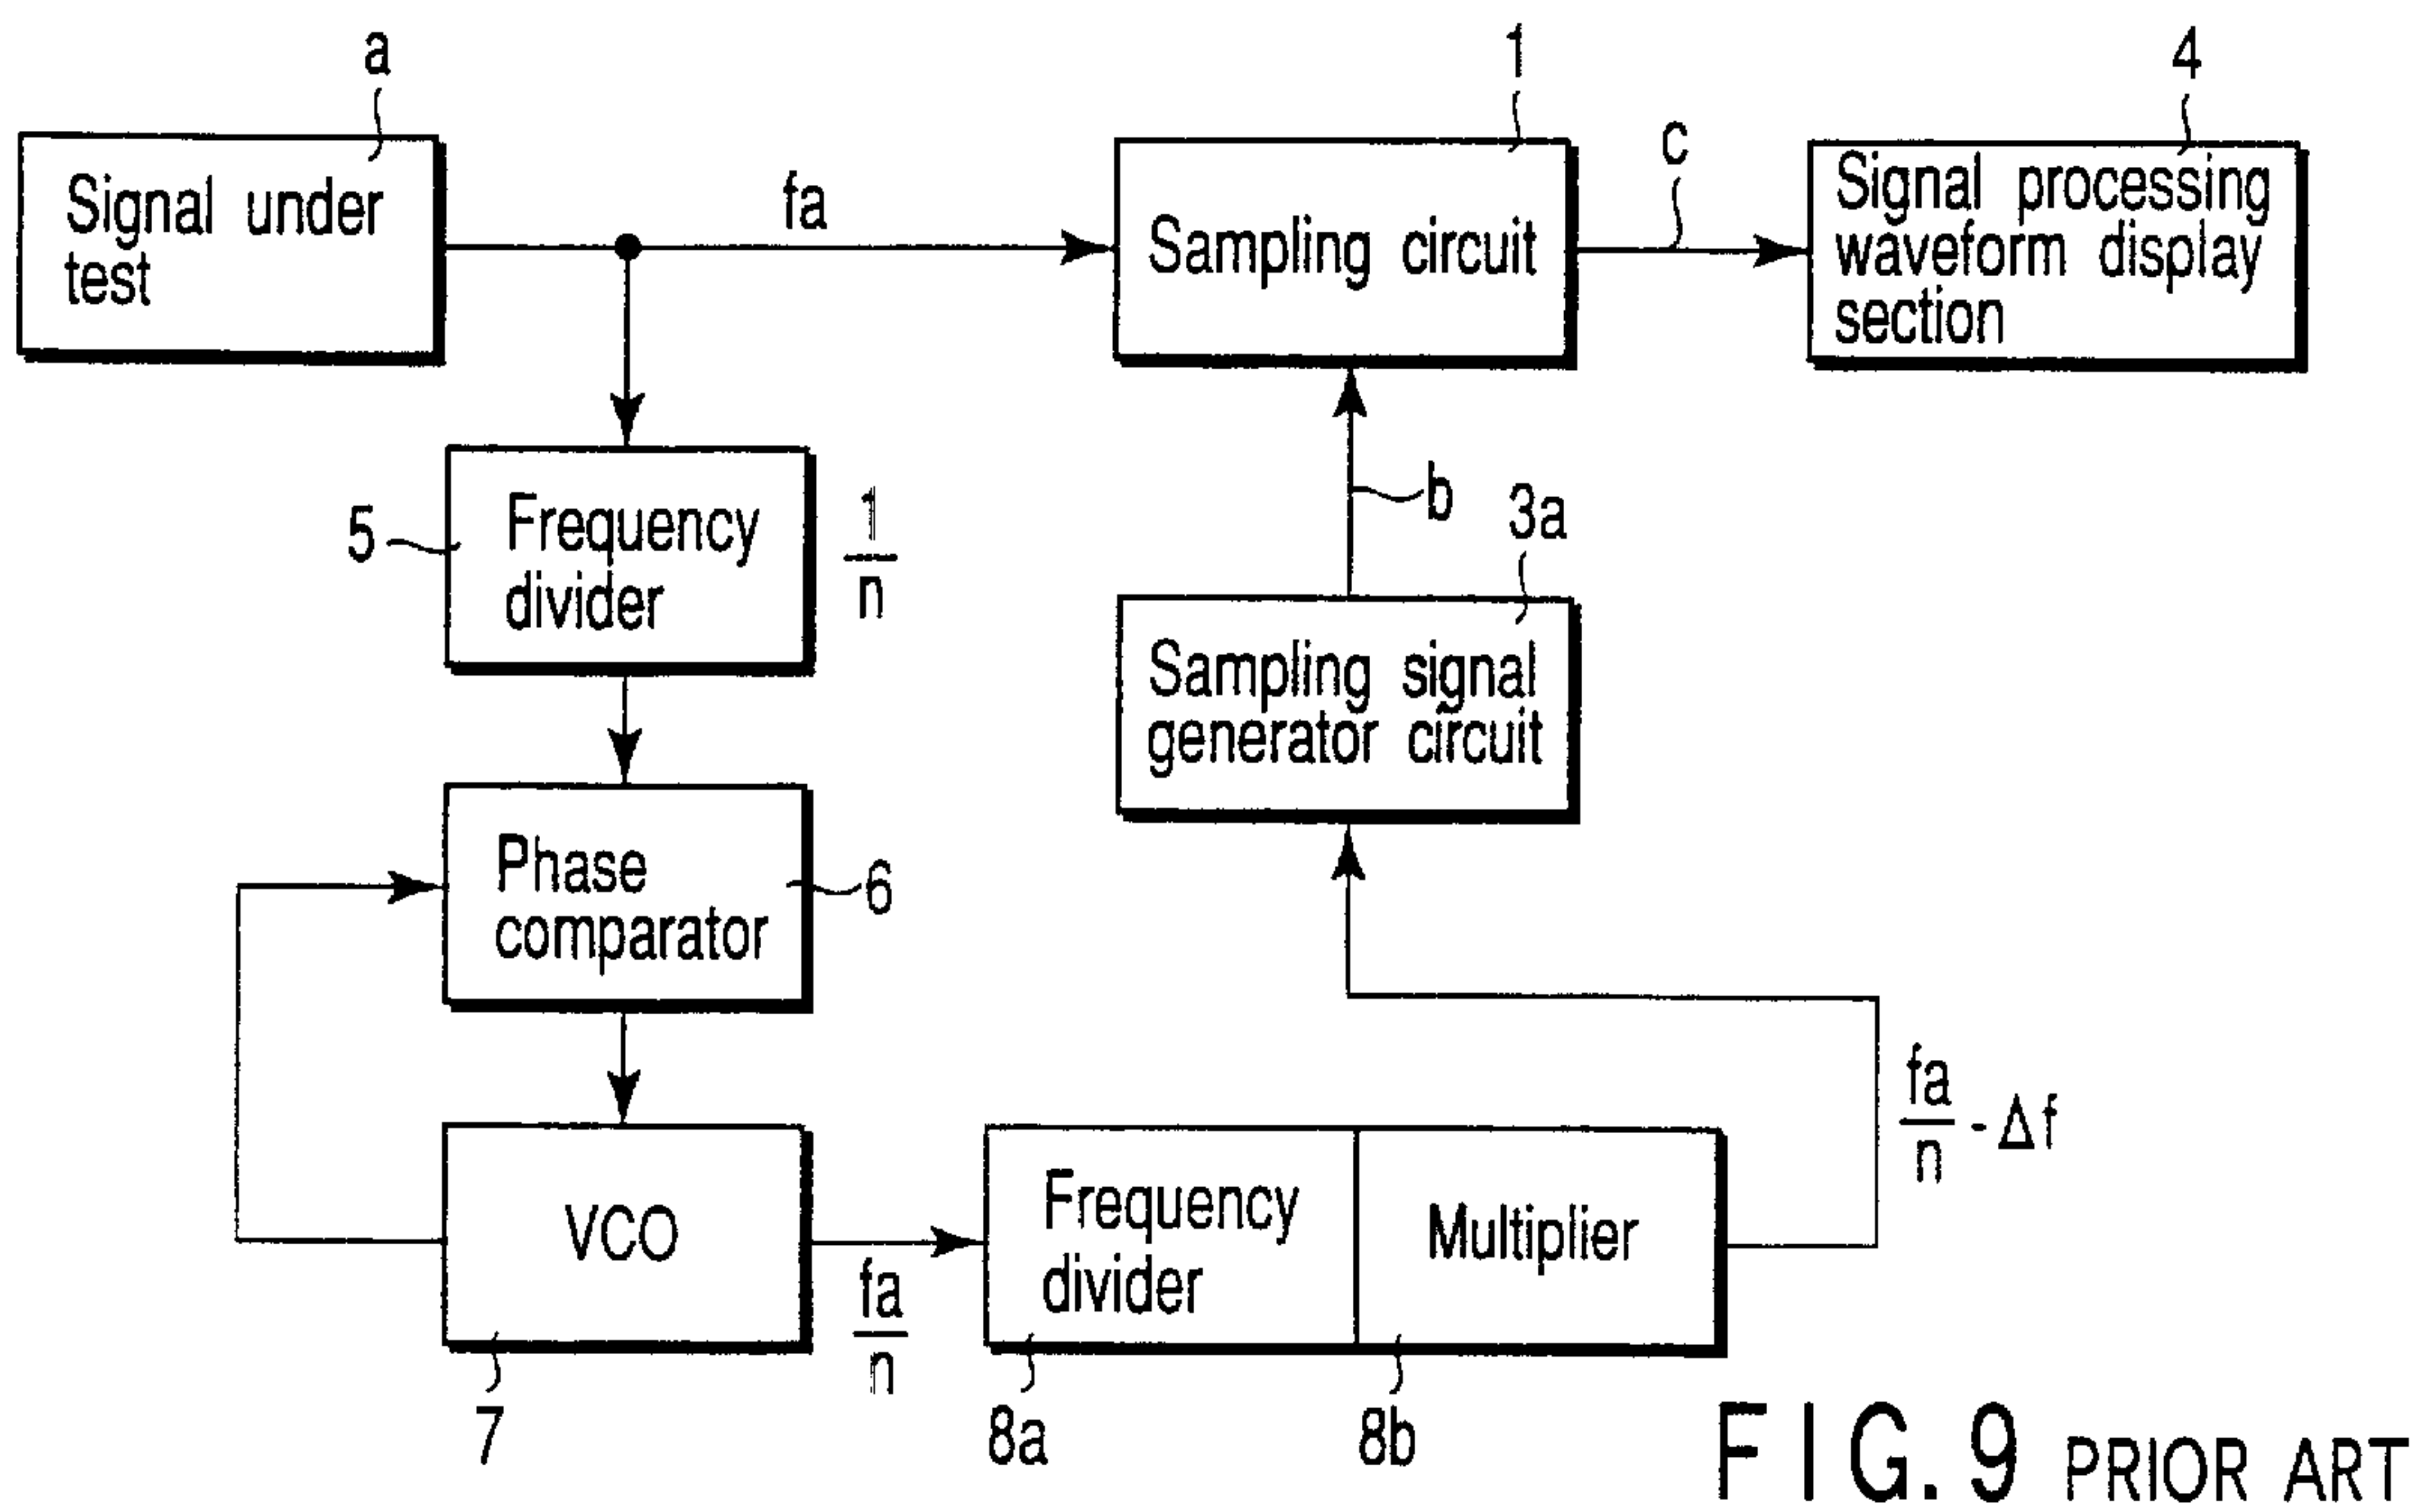 a
1
4
Signal under
test
fa
Sampling circuit
c
Signal processing
waveform display
section
5
Frequency
divider
1
n
b
3a
Sampling signal
generator circuit
Phase
comparator
6
fa
n
- Δf
VCO
fa
n
Frequency
divider
Multiplier
7
8a
8b
FIG. 9 PRIOR ART